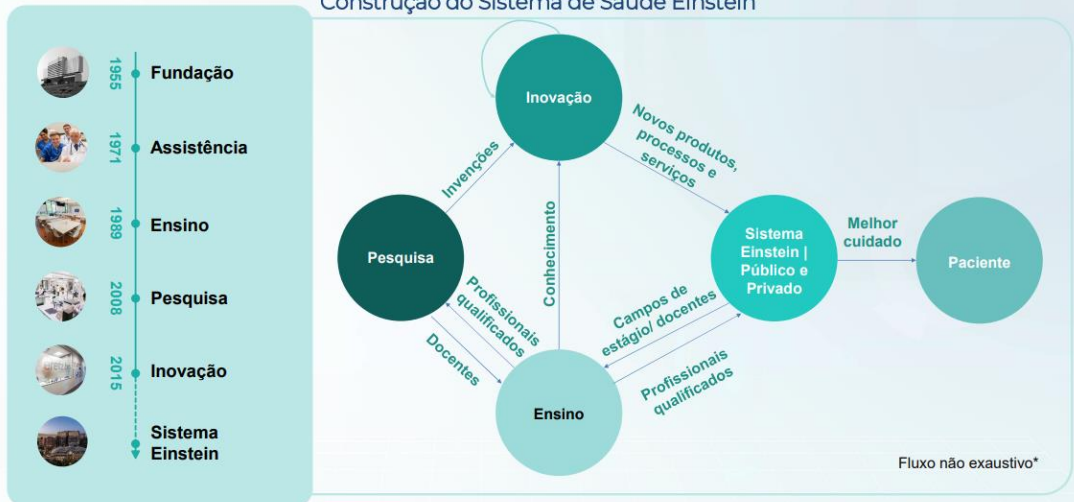 Construção do Sistema de Saúde Einstein
1955
Fundação
1971
Assistência
1989
Ensino
2008
Pesquisa
2015
Inovação
Sistema
Einstein
Inovação
Invenções
Novos produtos,
processos e
serviços
Pesquisa
Conhecimento
Sistema
Einstein |
Público e
Privado
Melhor
cuidado
Paciente
Profissionais
qualificados
Docentes
Campos de
estágio/ docentes
Profissionais
qualificados
Ensino
Fluxo não exaustivo*